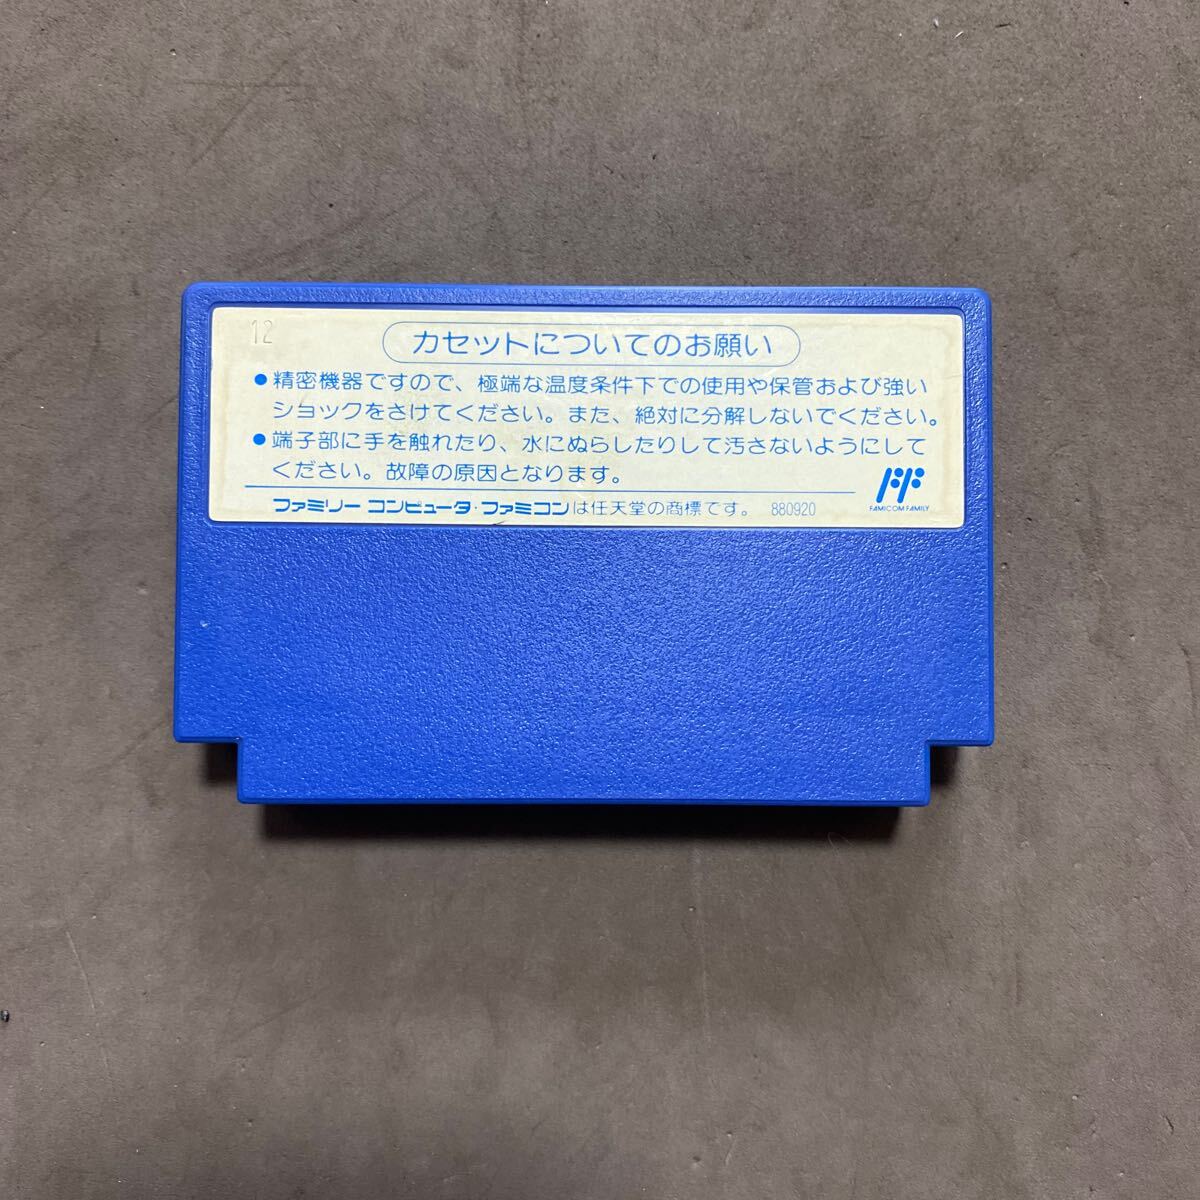 12
カセットについてのお願い
●精密機器ですので、極端な温度条件下での使用や保管および強い
ショックをさけてください。また、絶対に分解しないでください。
●端子部に手を触れたり、水にぬらしたりして汚さないようにして
ください。故障の原因となります。
ファミリーコンピュータ・ファミコンは任天堂の商標です。 880920
FF
FAMICOM FAMILY